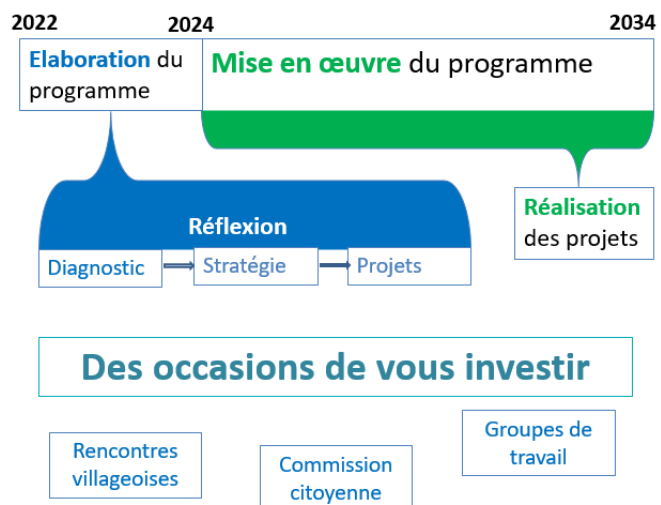 2022
2024
2034
Elaboration du
programme
Mise en œuvre du programme
Réflexion
Diagnostic
Stratégie
Projets
Réalisation
des projets
Des occasions de vous investir
Rencontres
villageoises
Commission
citoyenne
Groupes de
travail